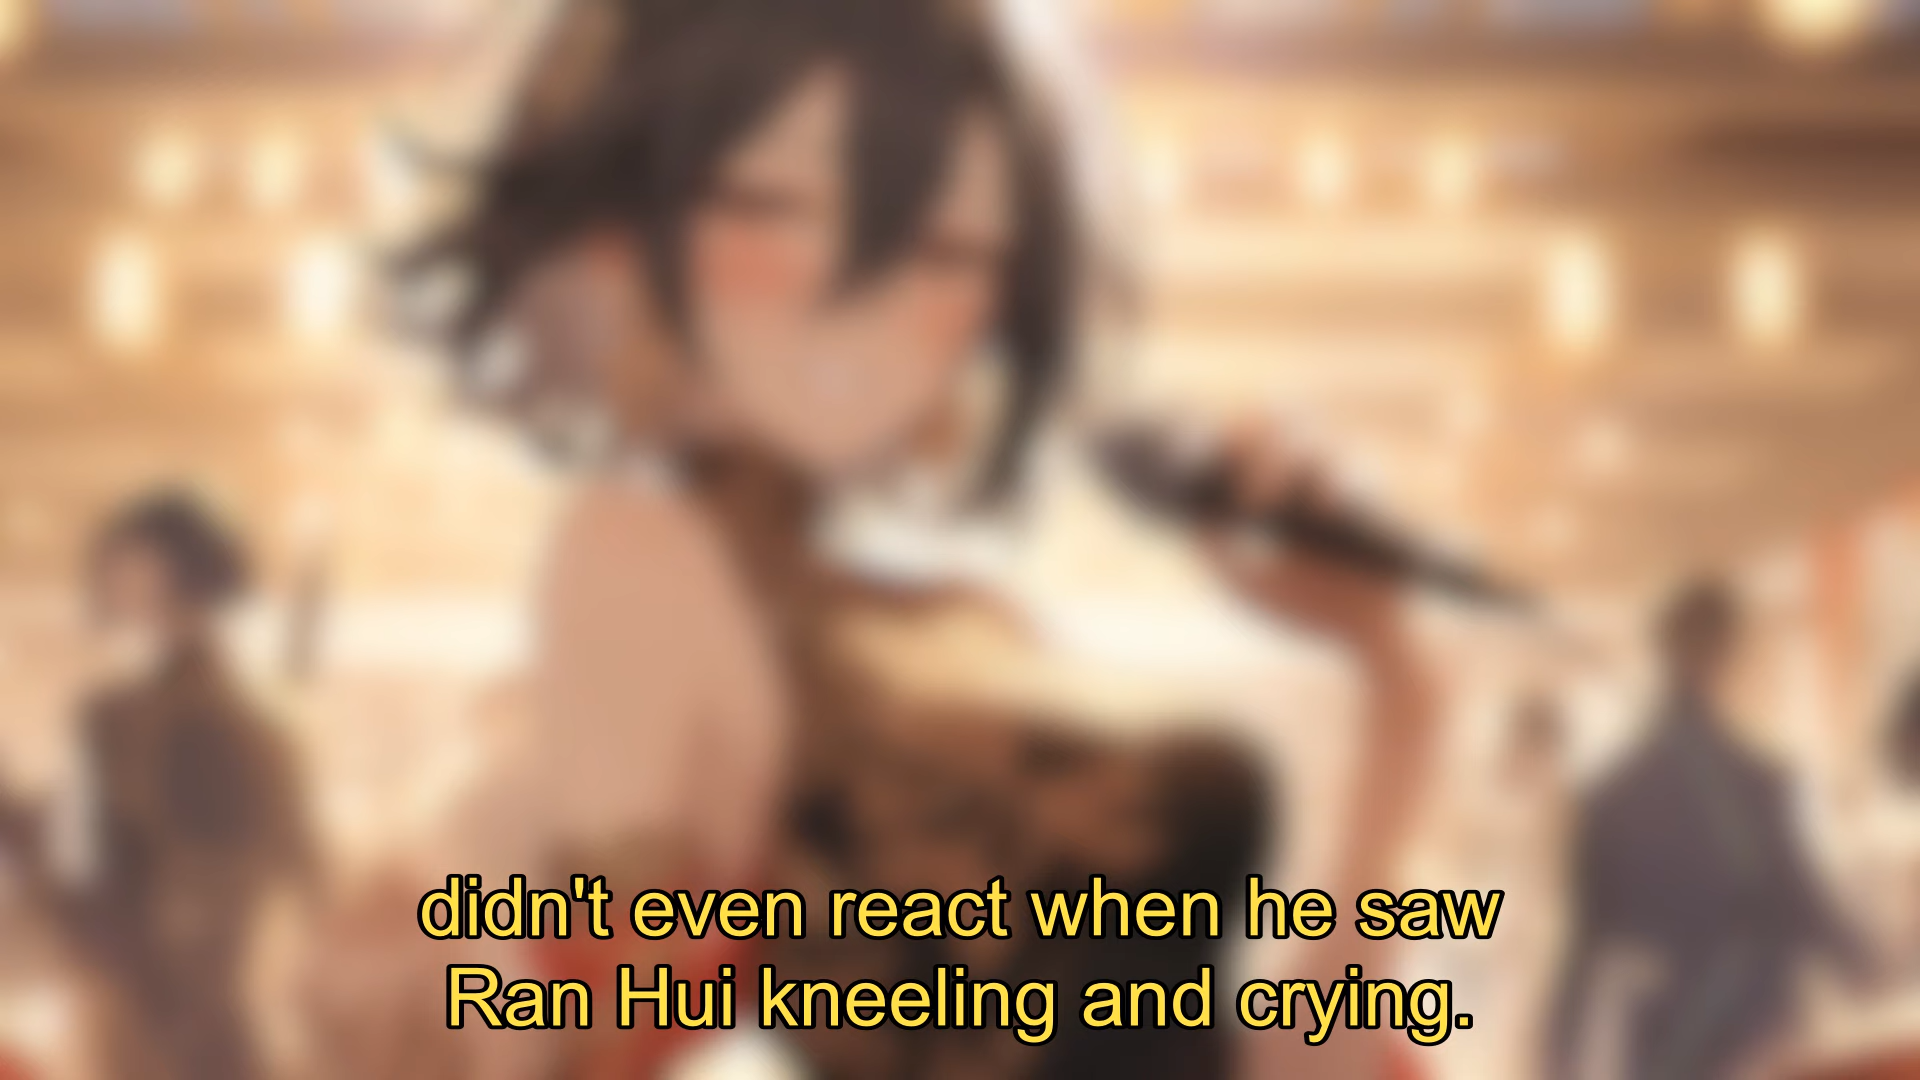 didn't even react when he saw
Ran Hui kneeling and crying.